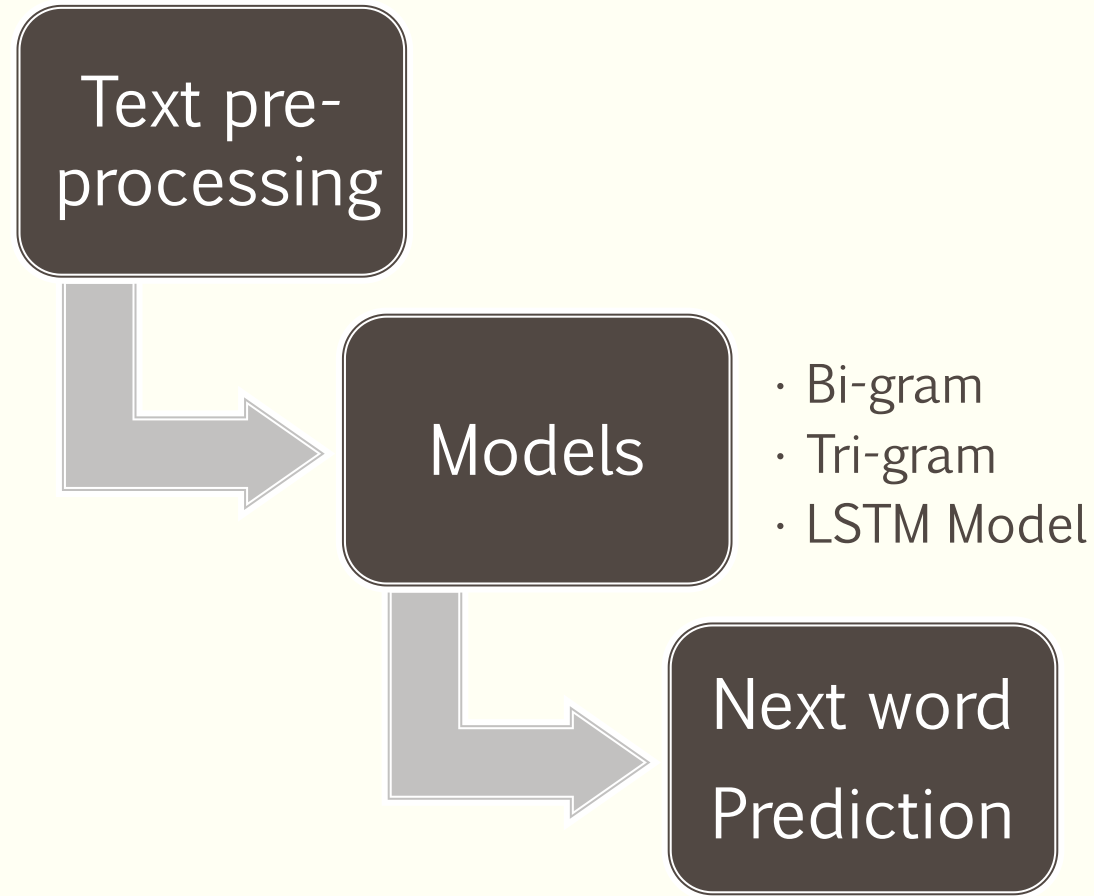 Text pre-
processing
Models
· Bi-gram
· Tri-gram
· LSTM Model
Next word
Prediction